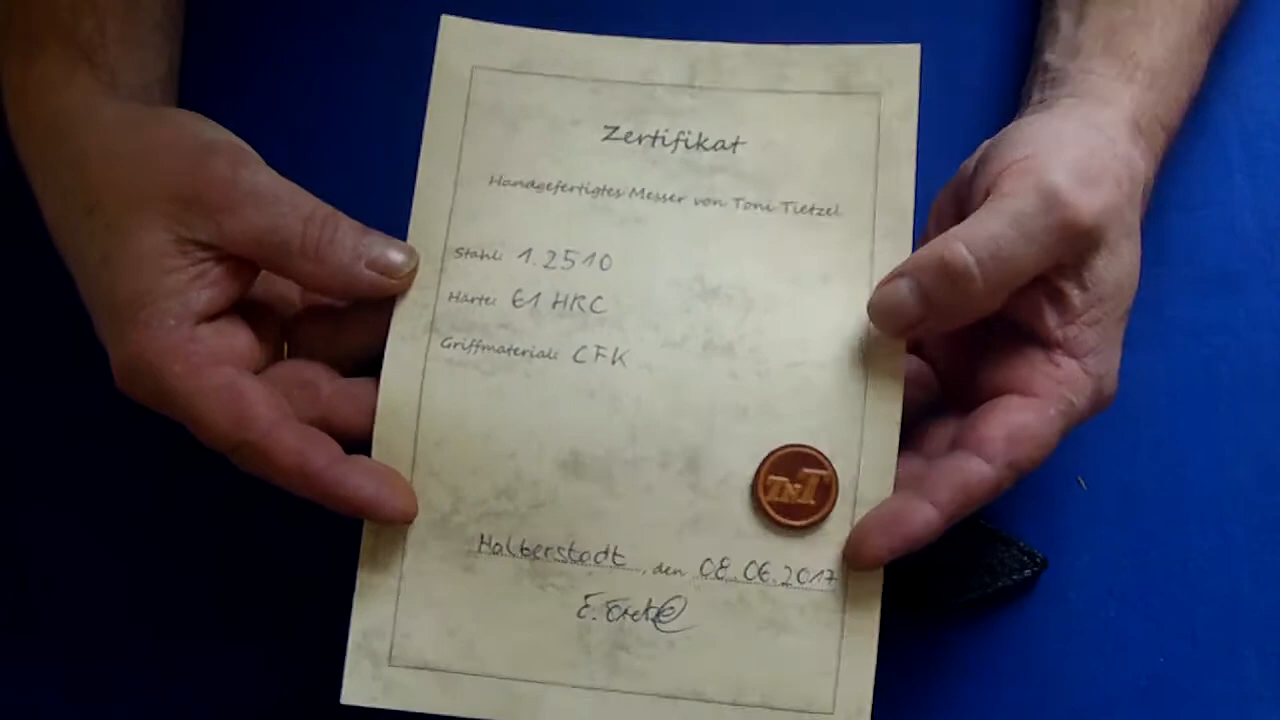 Zertifikat
Handgefertigtes Messer von Toni Tietzel
Stahl: 1.2510
Härte: 61 HRC
Griffmaterial: CFK
TNT
Halberstadt, den 08.06.2017